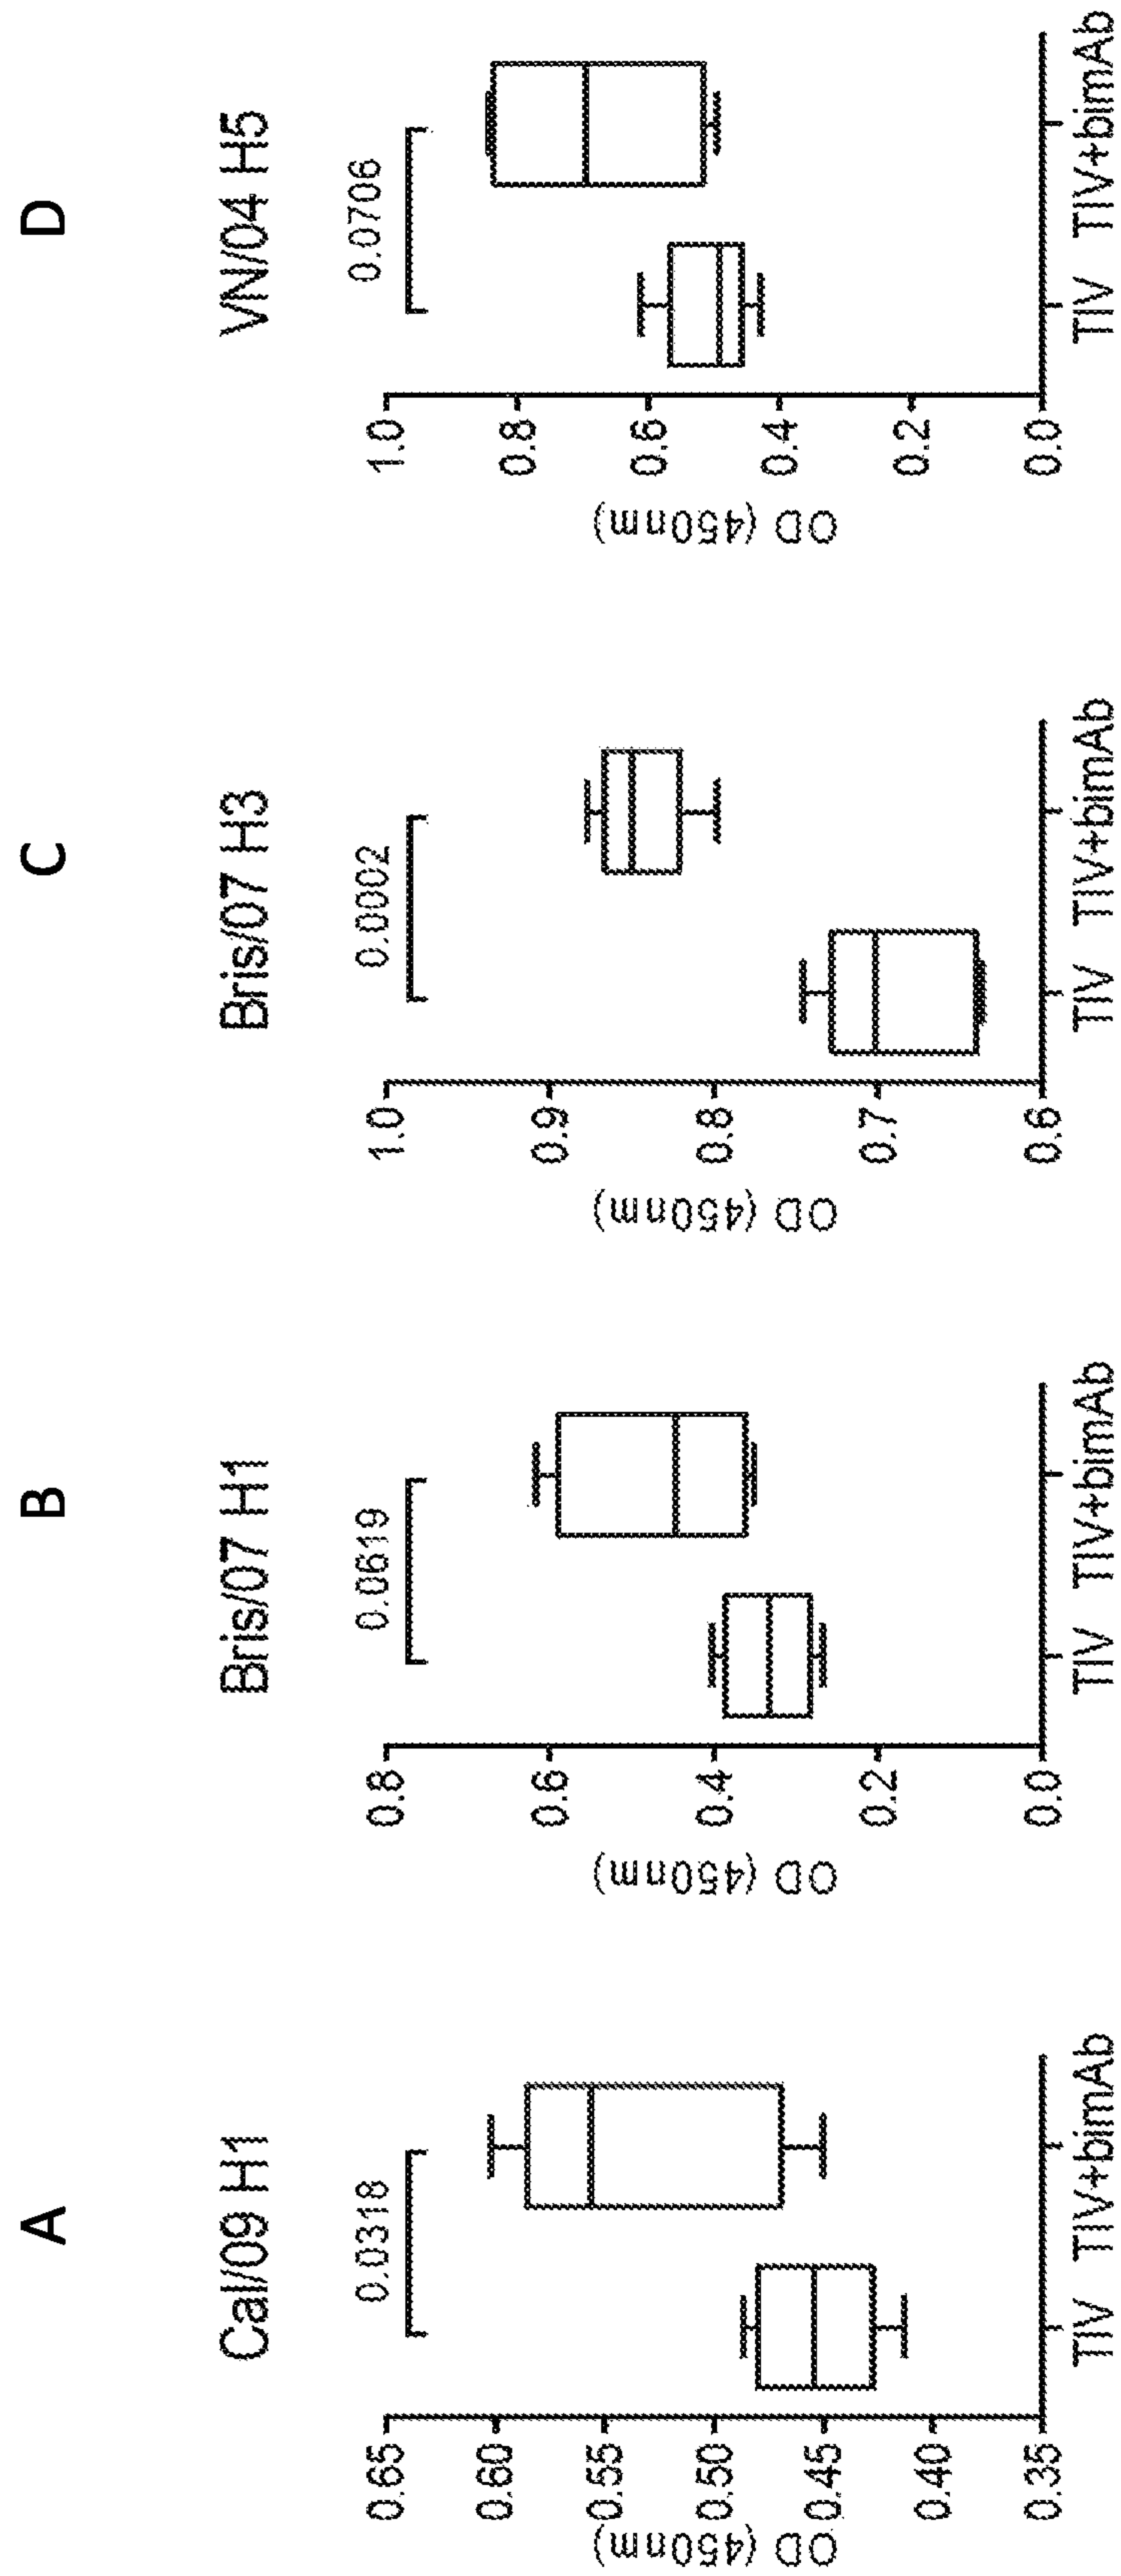 A
Cal/09 H1
0.0318
OD (450nm)
0.65
0.60
0.55
0.50
0.45
0.40
0.35
TIV TIV+bimAb
B
Bris/07 H1
0.0619
OD (450nm)
0.8
0.6
0.4
0.2
0.0
TIV TIV+bimAb
C
Bris/07 H3
0.0002
OD (450nm)
1.0
0.9
0.8
0.7
0.6
TIV TIV+bimAb
D
VN/04 H5
0.0706
OD (450nm)
1.0
0.8
0.6
0.4
0.2
0.0
TIV TIV+bimAb